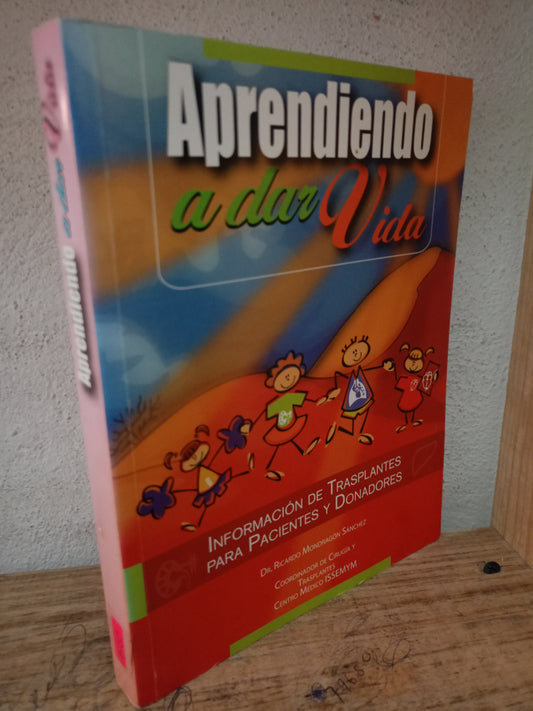 Aprendiendo
a dar Vida
INFORMACIÓN DE TRASPLANTES
PARA PACIENTES Y DONADORES
DR. RICARDO MONDRAGÓN SÁNCHEZ
COORDINADOR DE CIRUGÍA Y
TRASPLANTES
CENTRO MÉDICO ISSEMYM
Aprendiendo a dar Vida